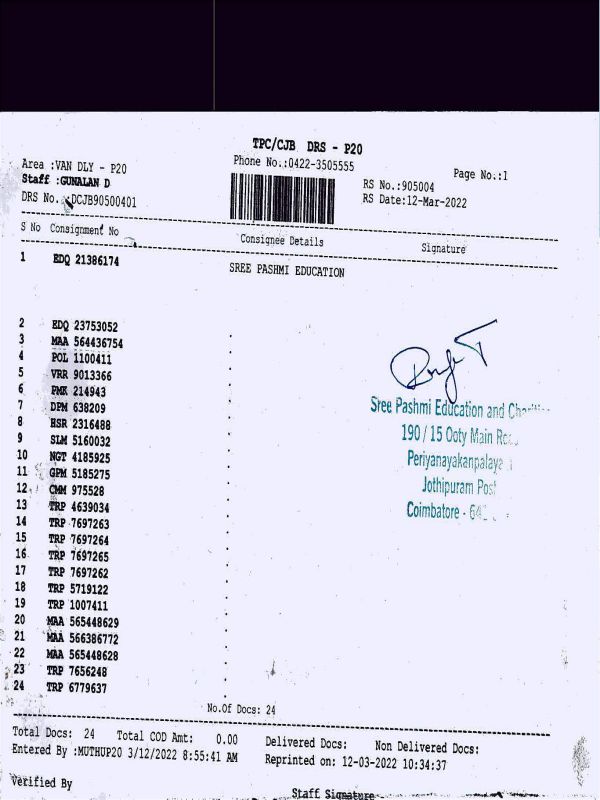 TPC/CJB DRS - P20
Area :VAN DLY - P20
Phone No.:0422-3505555
Page No.:1
Staff :GUNALAN D
RS No.:905004
DRS No. :DCJB90500401
RS Date:12-Mar-2022
S No Consignment No Consignee Details Signature
1 EDQ 21386174 SREE PASHMI EDUCATION
2 EDQ 23753052 .
3 MAA 564436754 .
4 POL 1100411 .
5 VRR 9013366 .
6 PMK 214943 .
7 DPM 638209 .
8 HSR 2316488 .
9 SLM 5160032 .
10 NGT 4185925 .
11 GPM 5185275 .
12 CMM 975528 .
13 TRP 4639034 .
14 TRP 7697263 .
15 TRP 7697264 .
16 TRP 7697265 .
17 TRP 7697262 .
18 TRP 5719122 .
19 TRP 1007411 .
20 MAA 565448629 .
21 MAA 566386772 .
22 MAA 565448628 .
23 TRP 7656248 .
24 TRP 6779637 .
Sree Pashmi Education and
190 / 15 Ooty Main
Jothipuram Post
Coimbatore -
No.Of Docs: 24
Total Docs: 24 Total COD Amt: 0.00 Delivered Docs: Non Delivered Docs:
Entered By :MUTHUP20 3/12/2022 8:55:41 AM Reprinted on: 12-03-2022 10:34:37
Verified By
Staff Signature